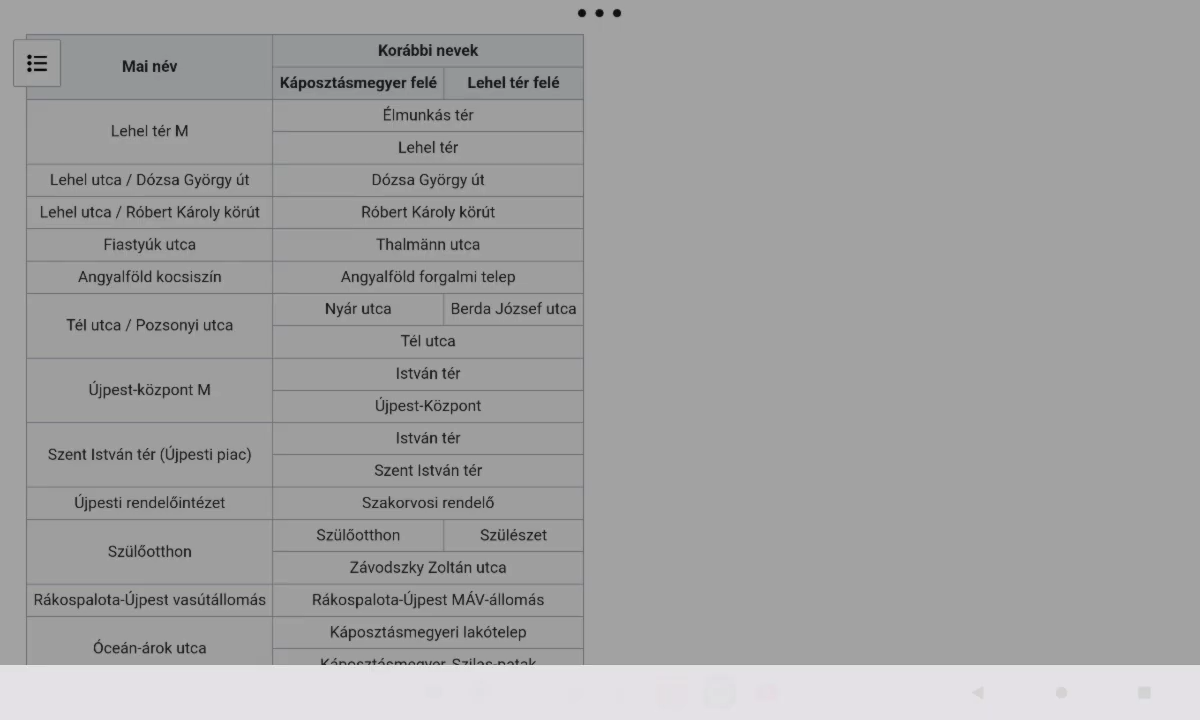 Mai név
Korábbi nevek
Káposztásmegyer felé
Lehel tér felé
Lehel tér M
Élmunkás tér
Lehel tér
Lehel utca / Dózsa György út
Dózsa György út
Lehel utca / Róbert Károly körút
Róbert Károly körút
Fiastyúk utca
Thalmänn utca
Angyalföld kocsiszín
Angyalföld forgalmi telep
Tél utca / Pozsonyi utca
Nyár utca
Berda József utca
Tél utca
Újpest-központ M
István tér
Újpest-Központ
Szent István tér (Újpesti piac)
István tér
Szent István tér
Újpesti rendelőintézet
Szakorvosi rendelő
Szülőotthon
Szülőotthon
Szülészet
Závodszky Zoltán utca
Rákospalota-Újpest vasútállomás
Rákospalota-Újpest MÁV-állomás
Óceán-árok utca
Káposztásmegyeri lakótelep
Káposztásmegyer, Szilas-patak